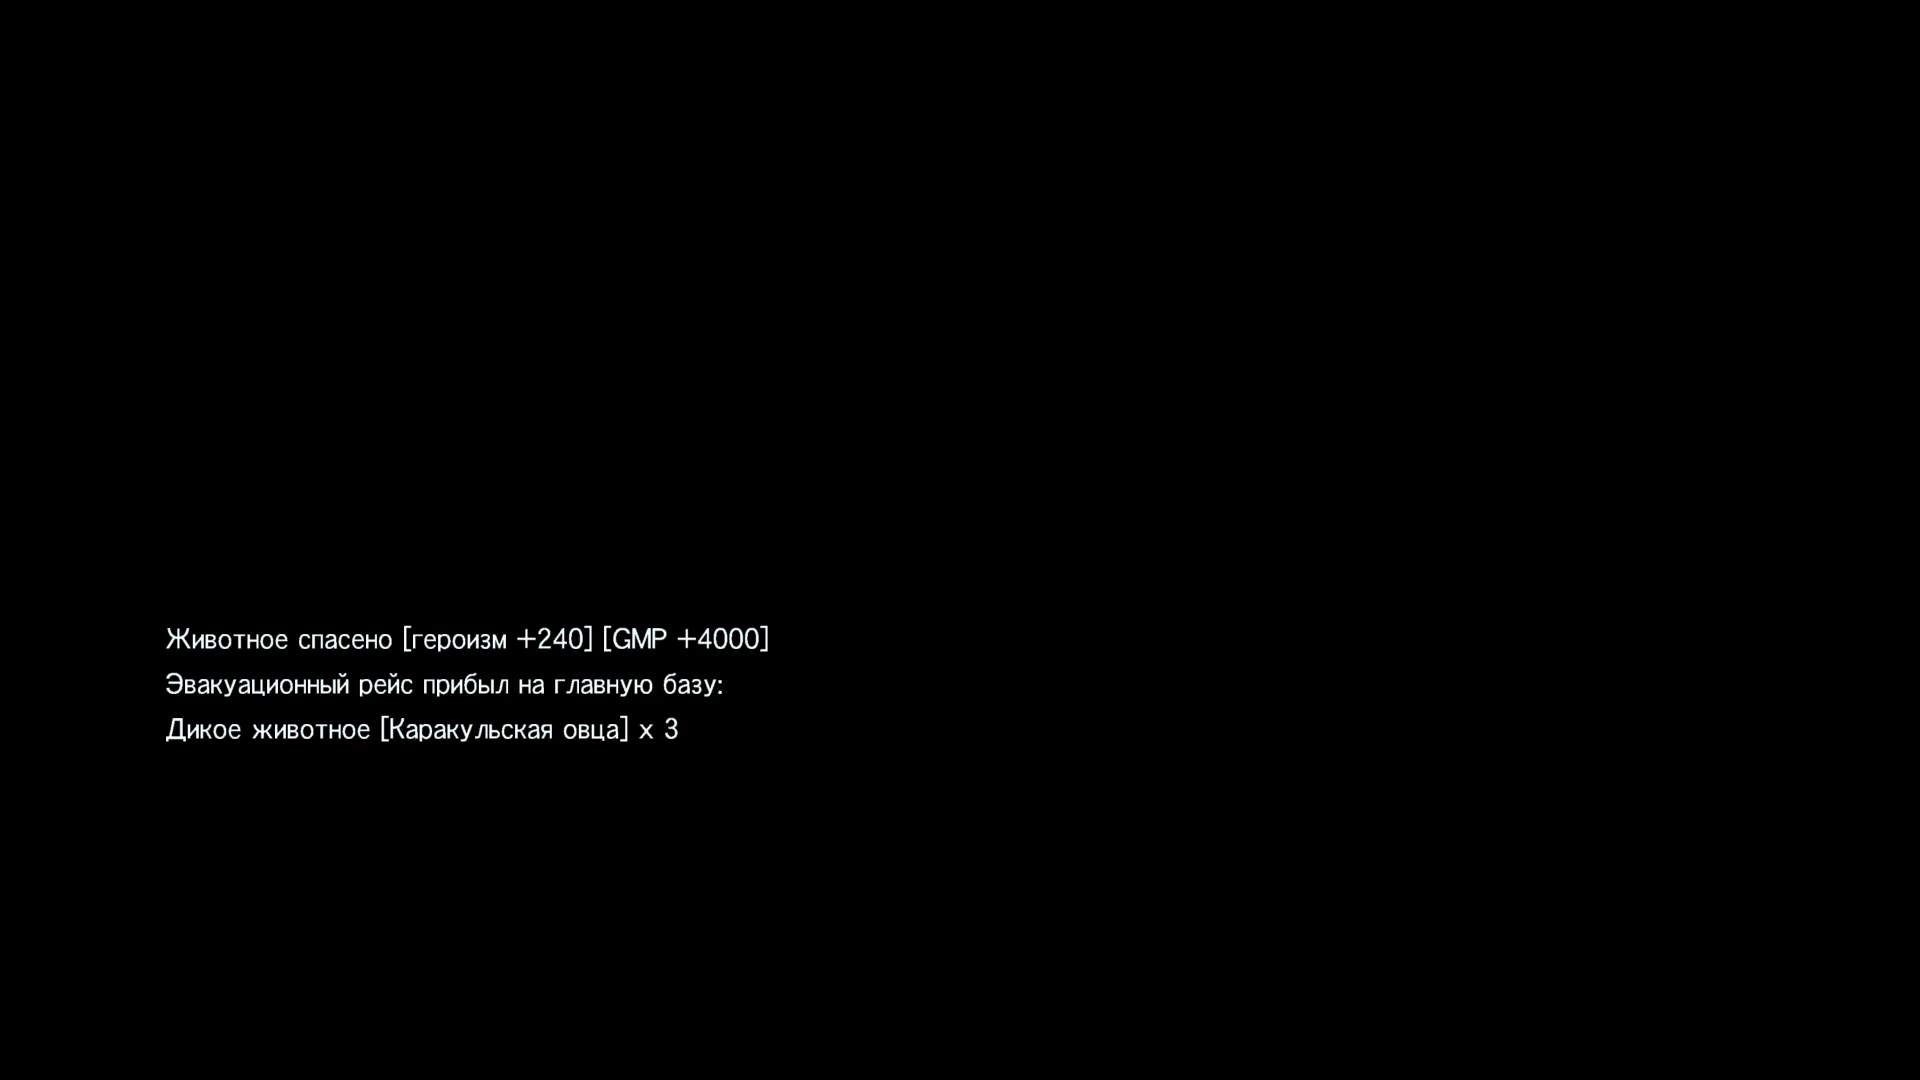 Животное спасено [героизм +240] [GMP +4000]
Эвакуационный рейс прибыл на главную базу:
Дикое животное [Каракульская овца] x 3